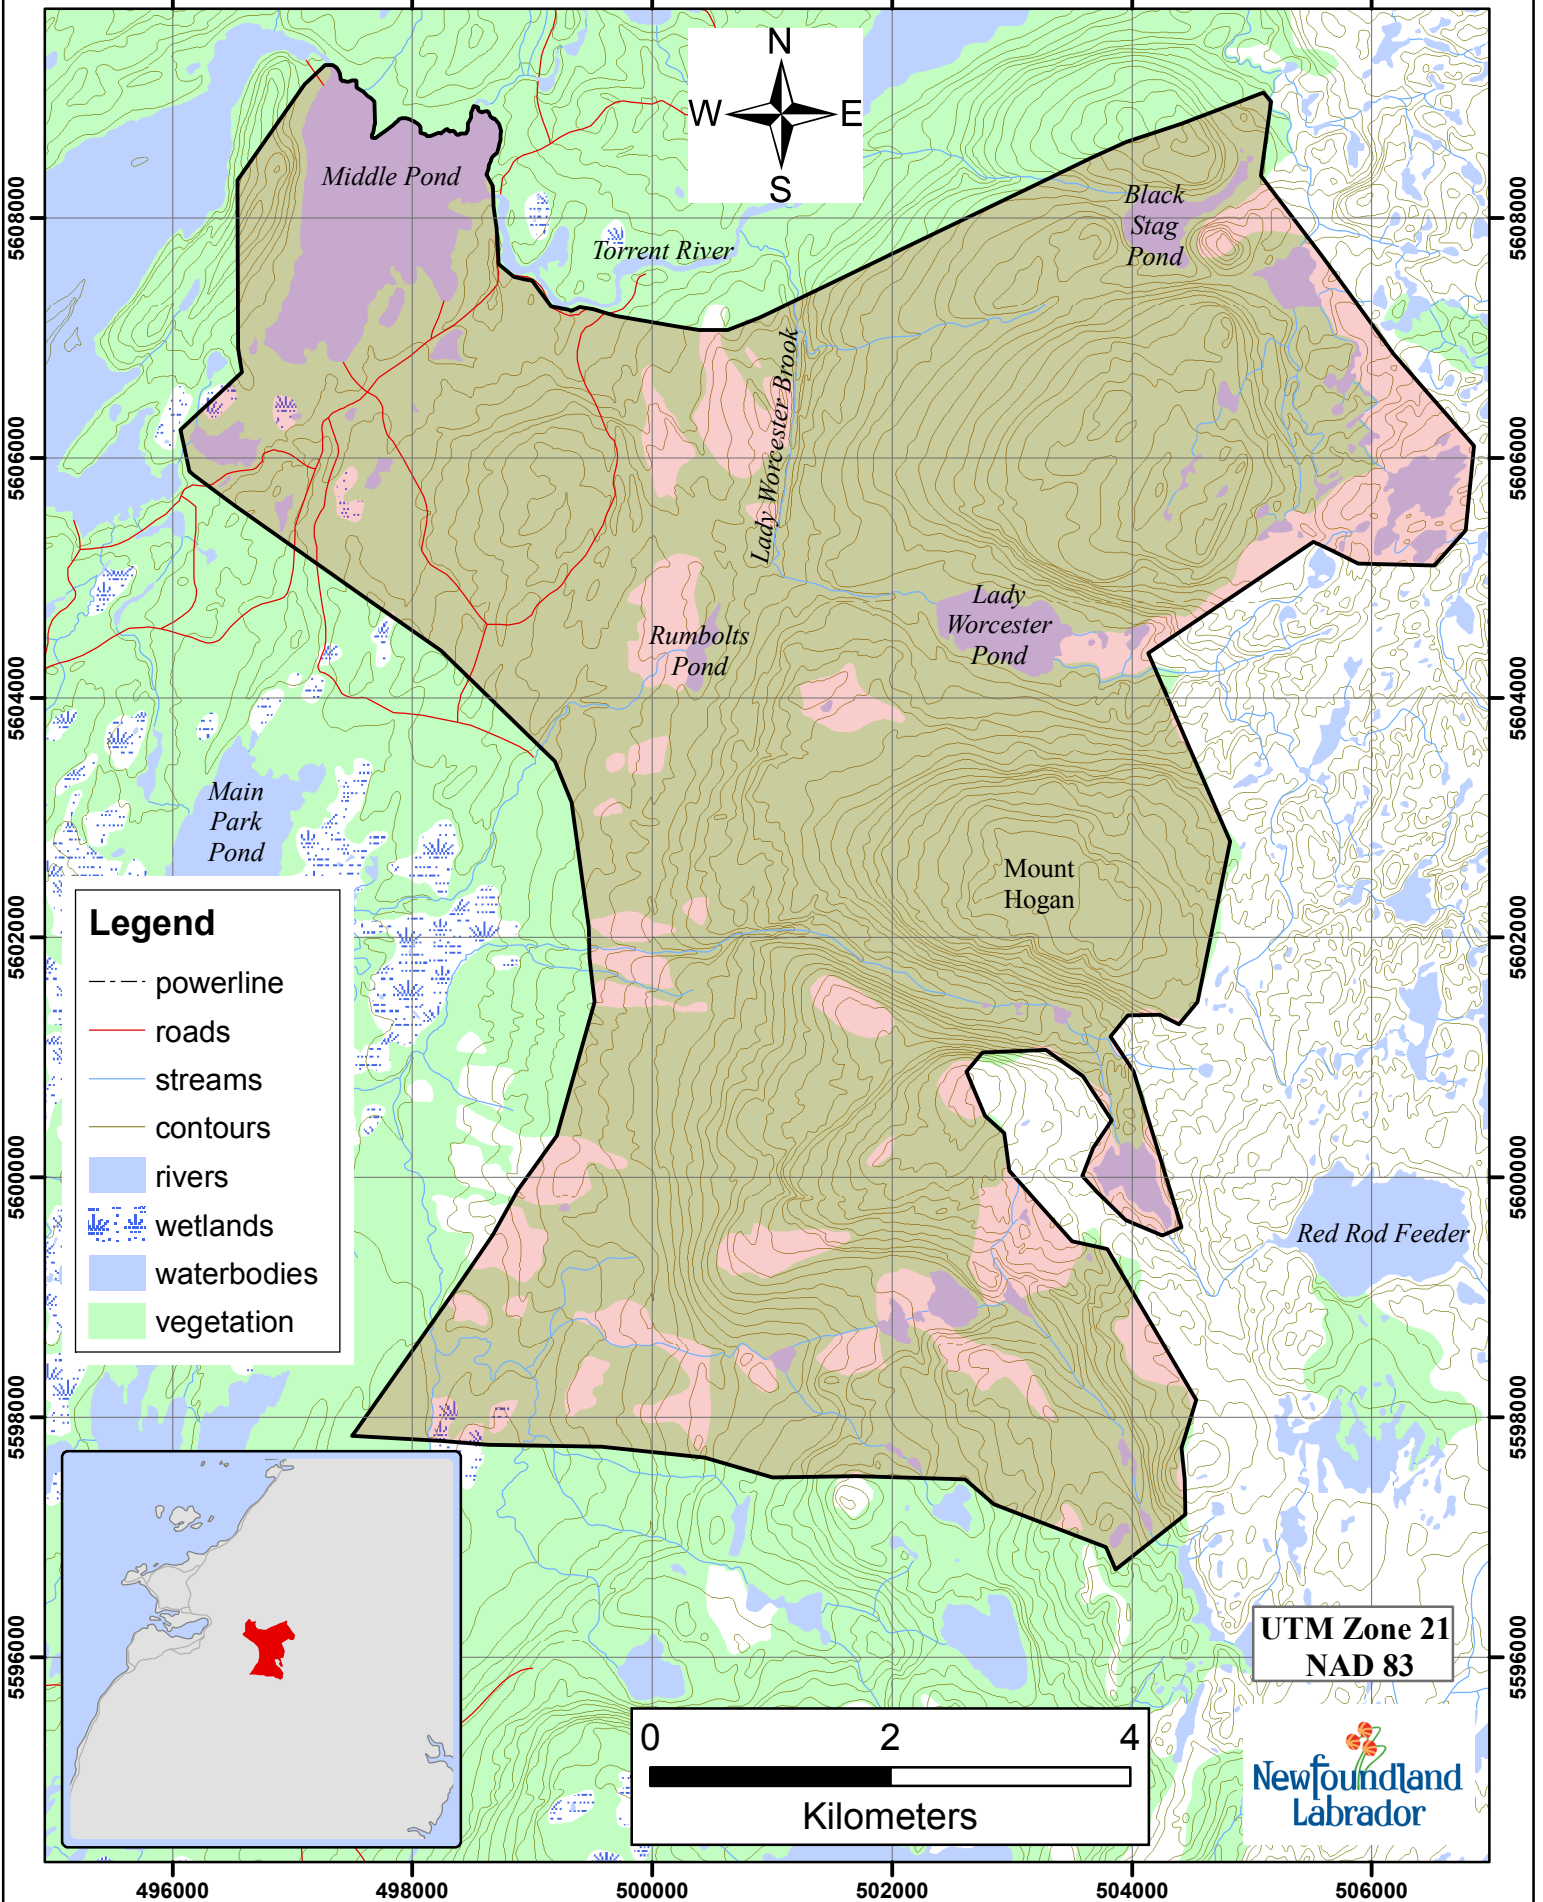 N
W E
S
Middle Pond
Torrent River
Black
Stag
Pond
Lady Worcester Brook
Lady
Worcester
Pond
Rumbolts
Pond
Main
Park
Pond
Mount
Hogan
Red Rod Feeder
Legend
powerline
roads
streams
contours
rivers
wetlands
waterbodies
vegetation
5608000
5606000
5604000
5602000
5600000
5598000
5596000
5608000
5606000
5604000
5602000
5600000
5598000
5596000
UTM Zone 21
NAD 83
0 2 4
Kilometers
Newfoundland
Labrador
496000 498000 500000 502000 504000 506000